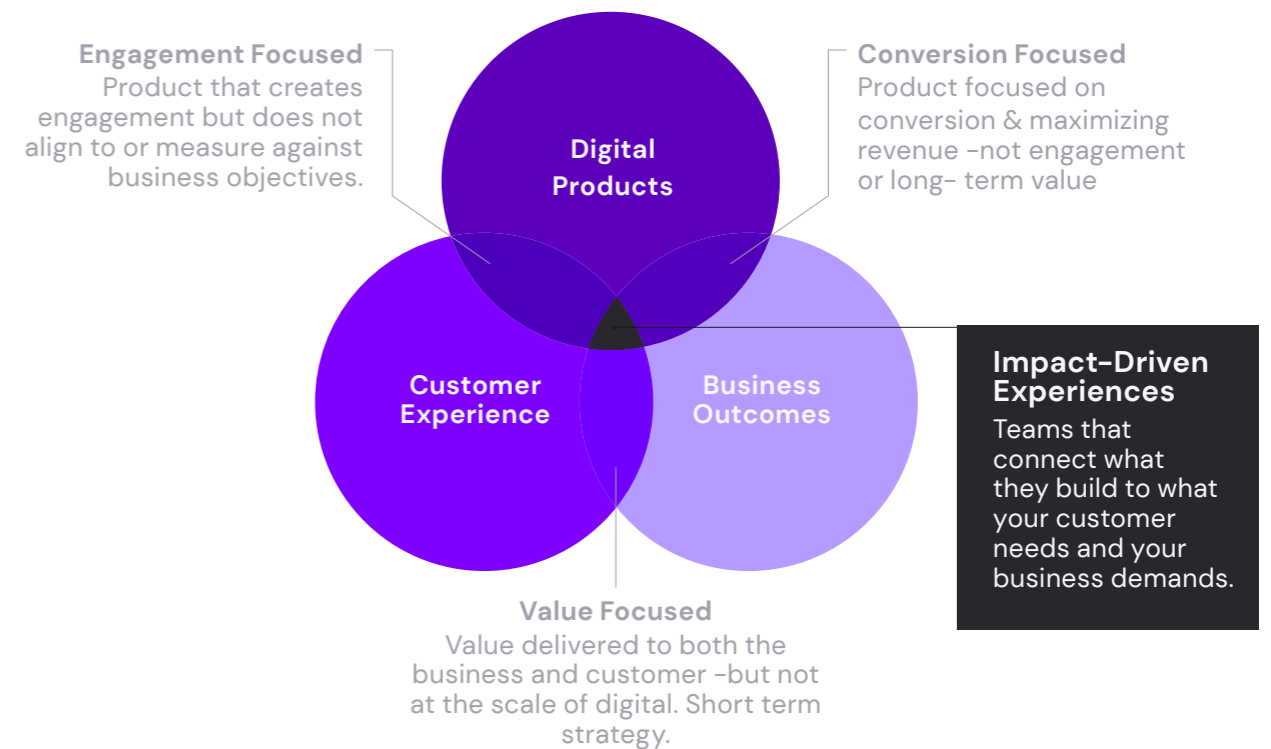 Engagement Focused
Product that creates
engagement but does not
align to or measure against
business objectives.
Conversion Focused
Product focused on
conversion & maximizing
revenue -not engagement
or long- term value
Digital
Products
Customer
Experience
Business
Outcomes
Impact-Driven
Experiences
Teams that
connect what
they build to what
your customer
needs and your
business demands.
Value Focused
Value delivered to both the
business and customer -but not
at the scale of digital. Short term
strategy.